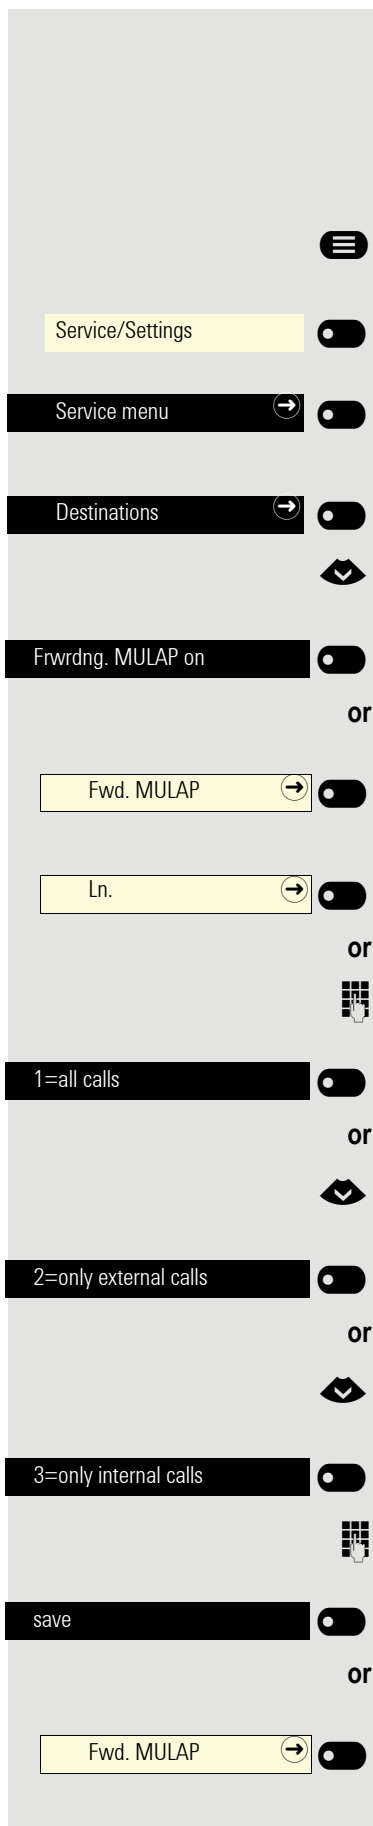 Service/Settings
Service menu
Destinations
Frwrdng. MULAP on
or
Fwd. MULAP
Ln.
or
1=all calls
or
2=only external calls
or
3=only internal calls
save
or
Fwd. MULAP